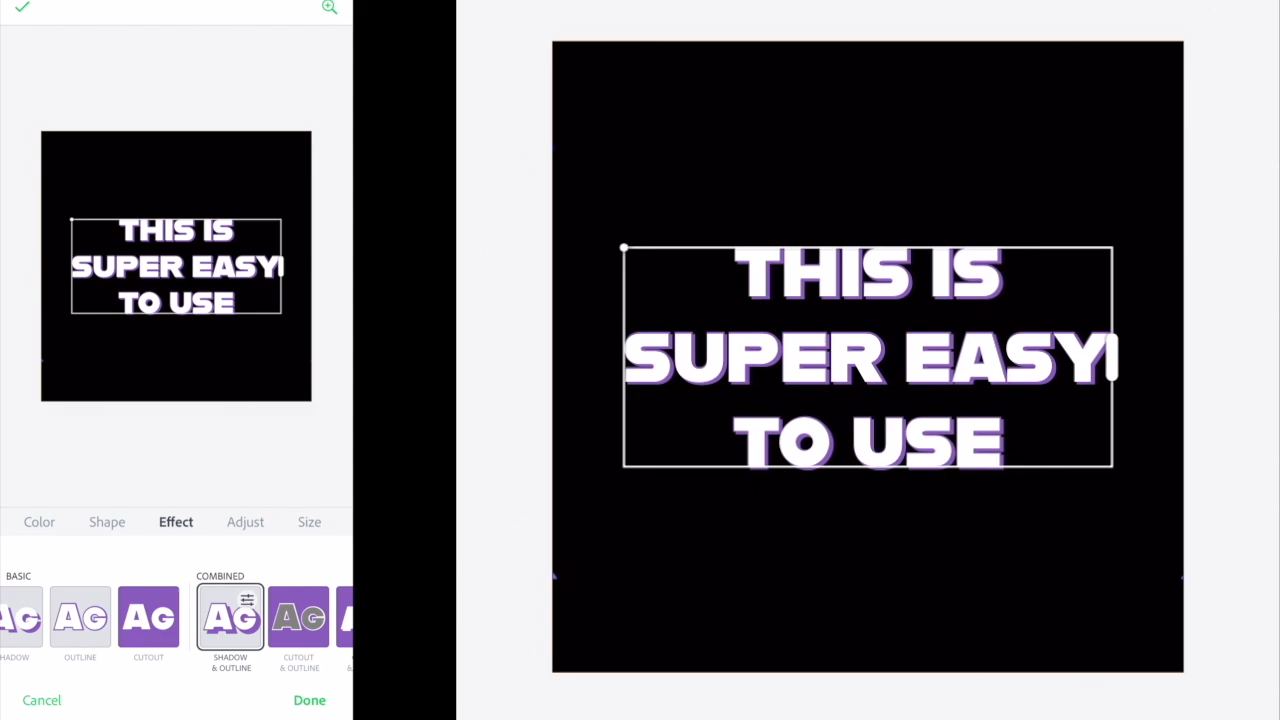 THIS IS
SUPER EASY
TO USE
Color Shape Effect Adjust Size
BASIC COMBINED
AG AG AG AG
HADOW OUTLINE CUTOUT SHADOW & OUTLINE CUTOUT & OUTLINE
Cancel Done
THIS IS
SUPER EASY
TO USE